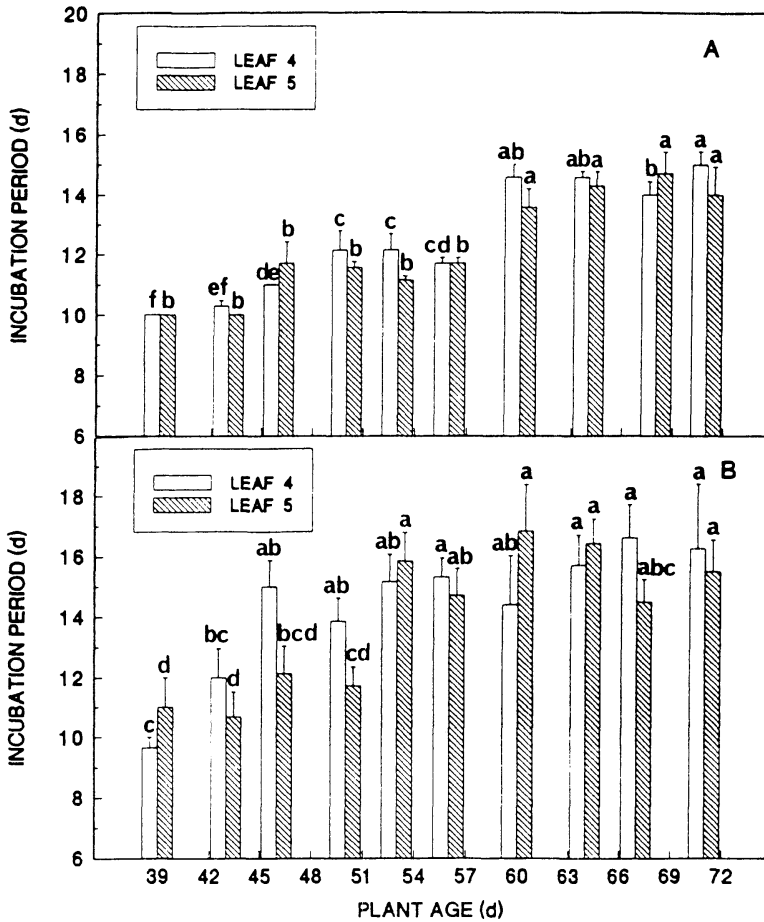 20
18
16
14
12
10
8
6
INCUBATION PERIOD (d)
LEAF 4
LEAF 5
A
f b ef b de b c b c b cd b ab a ab a b a a a
18
16
14
12
10
8
6
INCUBATION PERIOD (d)
LEAF 4
LEAF 5
B
c d bc d ab bcd ab cd ab a a ab ab a a a a abc a a
39 42 45 48 51 54 57 60 63 66 69 72
PLANT AGE (d)